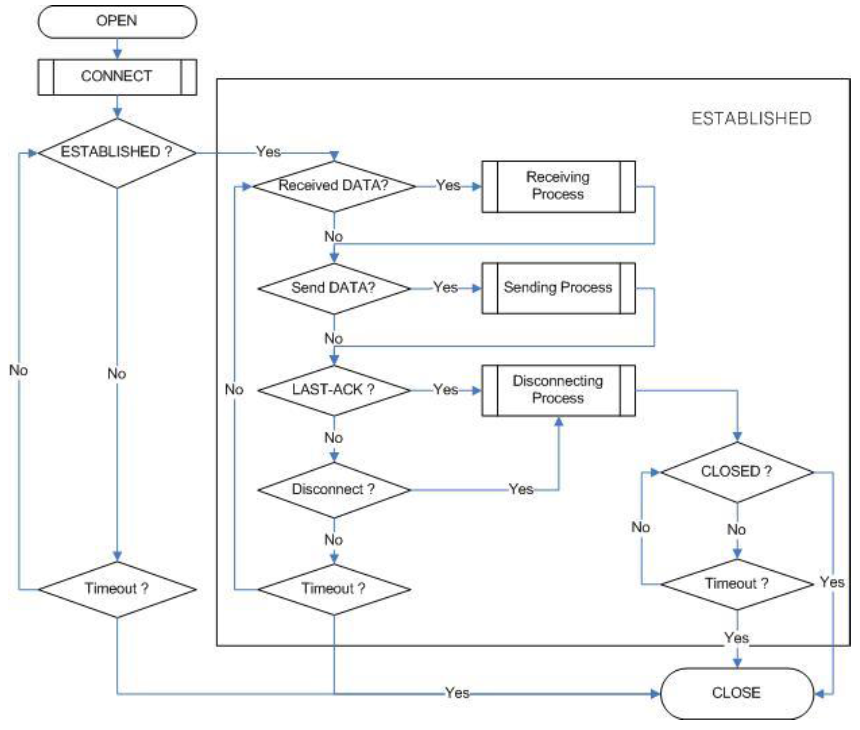 OPEN
CONNECT
ESTABLISHED
ESTABLISHED ?
Yes
Received DATA?
Yes
Receiving
Process
No
Send DATA?
Yes
Sending Process
No
No
No
No
LAST-ACK ?
Yes
Disconnecting
Process
No
CLOSED ?
Disconnect ?
Yes
No
No
No
Timeout ?
Timeout ?
Timeout ?
Yes
Yes
Yes
CLOSE